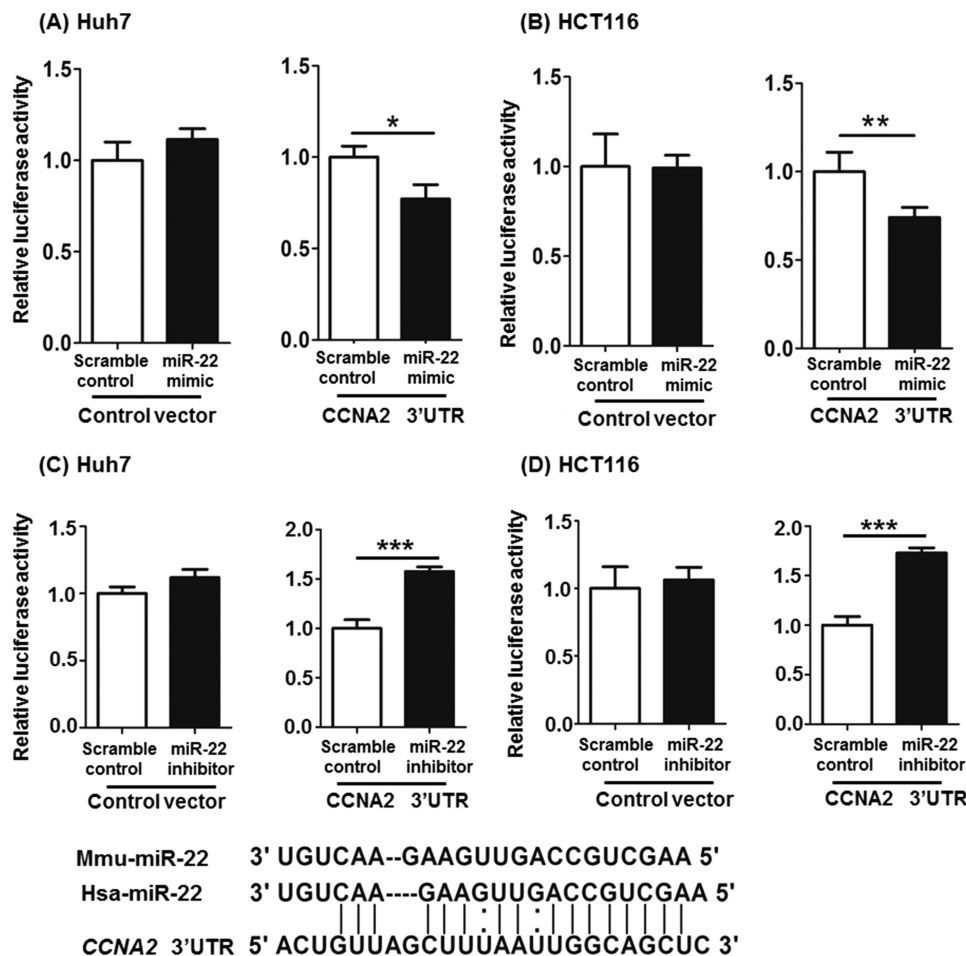 (A) Huh7
Relative luciferase activity
1.5
1.0
0.5
0.0
Scramble control
miR-22 mimic
Control vector
1.5
1.0
0.5
0.0
*
Scramble control
miR-22 mimic
CCNA2 3'UTR
(B) HCT116
Relative luciferase activity
1.5
1.0
0.5
0.0
Scramble control
miR-22 mimic
Control vector
1.5
1.0
0.5
0.0
**
Scramble control
miR-22 mimic
CCNA2 3'UTR
(C) Huh7
Relative luciferase activity
1.5
1.0
0.5
0.0
Scramble control
miR-22 inhibitor
Control vector
2.0
1.5
1.0
0.5
0.0
***
Scramble control
miR-22 inhibitor
CCNA2 3'UTR
(D) HCT116
Relative luciferase activity
1.5
1.0
0.5
0.0
Scramble control
miR-22 inhibitor
Control vector
2.0
1.5
1.0
0.5
0.0
***
Scramble control
miR-22 inhibitor
CCNA2 3'UTR
Mmu-miR-22 3' UGUCAA--GAAGUUGACCGUCGAA 5'
Hsa-miR-22 3' UGUCAA----GAAGUUGACCGUCGAA 5'
CCNA2 3'UTR 5' ACUGUUAGCUUUAAUUGGCAGCUC 3'